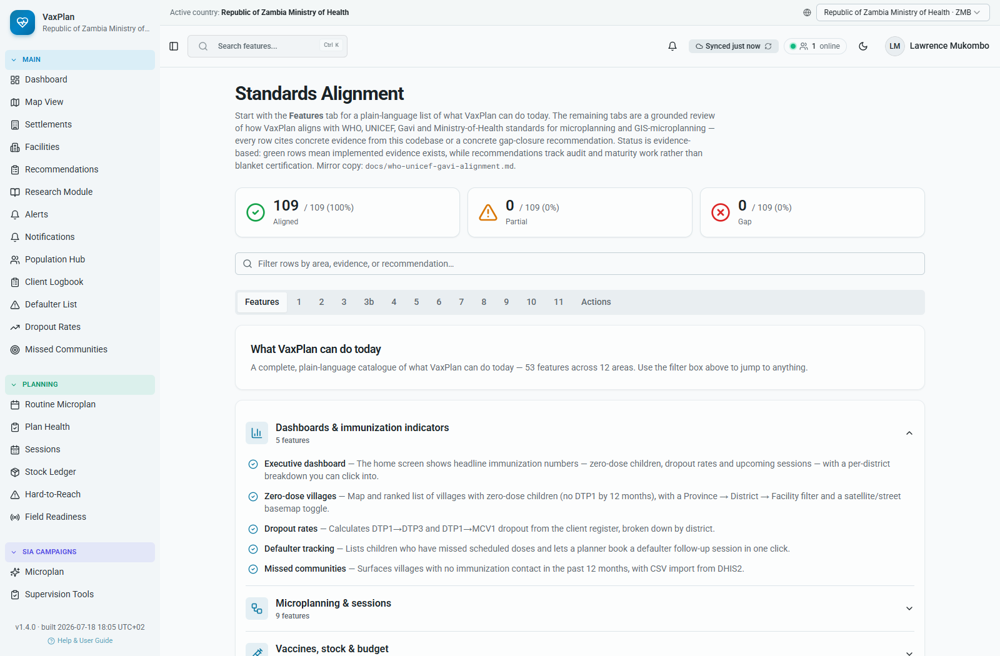 VaxPlan
Republic of Zambia Ministry of...
MAIN
Dashboard
Map View
Settlements
Facilities
Recommendations
Research Module
Alerts
Notifications
Population Hub
Client Logbook
Defaulter List
Dropout Rates
Missed Communities
PLANNING
Routine Microplan
Plan Health
Sessions
Stock Ledger
Hard-to-Reach
Field Readiness
SIA CAMPAIGNS
Microplan
Supervision Tools
v1.4.0 · built 2026-07-18 18:05 UTC+02
Help & User Guide
Active country: Republic of Zambia Ministry of Health
Republic of Zambia Ministry of Health · ZMB
Search features...
Ctrl K
Synced just now
1 online
LM
Lawrence Mukombo
Standards Alignment
Start with the Features tab for a plain-language list of what VaxPlan can do today. The remaining tabs are a grounded review
of how VaxPlan aligns with WHO, UNICEF, Gavi and Ministry-of-Health standards for microplanning and GIS-microplanning —
every row cites concrete evidence from this codebase or a concrete gap-closure recommendation. Status is evidence-
based: green rows mean implemented evidence exists, while recommendations track audit and maturity work rather than
blanket certification. Mirror copy: docs/who-unicef-gavi-alignment.md.
109 / 109 (100%)
Aligned
0 / 109 (0%)
Partial
0 / 109 (0%)
Gap
Filter rows by area, evidence, or recommendation...
Features 1 2 3 3b 4 5 6 7 8 9 10 11 Actions
What VaxPlan can do today
A complete, plain-language catalogue of what VaxPlan can do today — 53 features across 12 areas. Use the filter box above to jump to anything.
Dashboards & immunization indicators
5 features
Executive dashboard — The home screen shows headline immunization numbers — zero-dose children, dropout rates and upcoming sessions — with a per-district
breakdown you can click into.
Zero-dose villages — Map and ranked list of villages with zero-dose children (no DTP1 by 12 months), with a Province → District → Facility filter and a satellite/street
basemap toggle.
Dropout rates — Calculates DTP1→DTP3 and DTP1→MCV1 dropout from the client register, broken down by district.
Defaulter tracking — Lists children who have missed scheduled doses and lets a planner book a defaulter follow-up session in one click.
Missed communities — Surfaces villages with no immunization contact in the past 12 months, with CSV import from DHIS2.
Microplanning & sessions
9 features
Vaccines, stock & budget